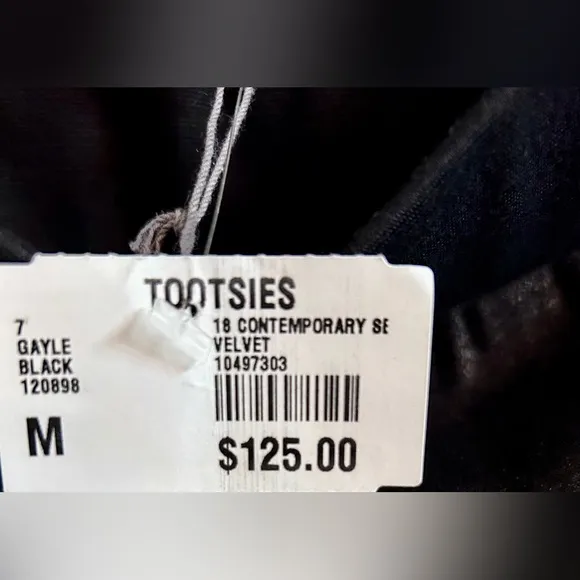 TOOTSIES
7
GAYLE
BLACK
120898
M
18 CONTEMPORARY SE
VELVET
10497303
$125.00